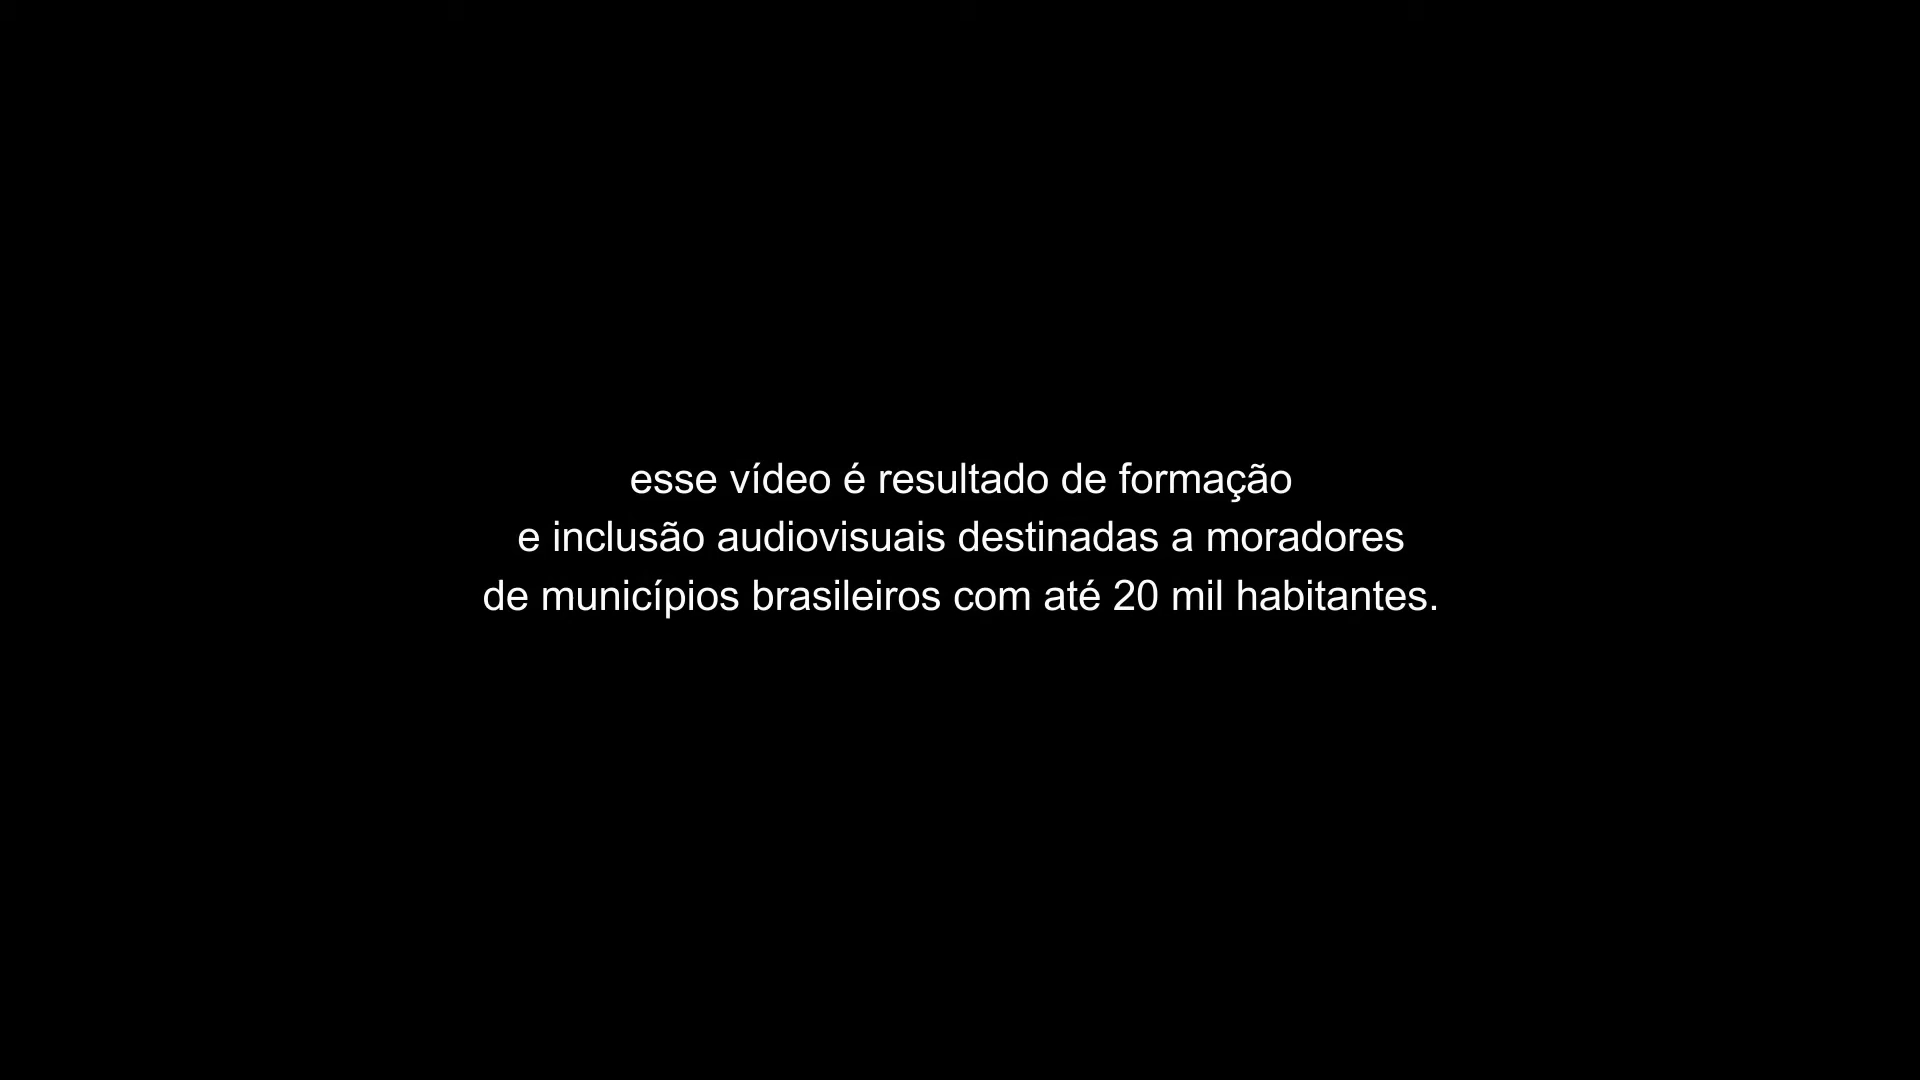 esse vídeo é resultado de formação
e inclusão audiovisuais destinadas a moradores
de municípios brasileiros com até 20 mil habitantes.